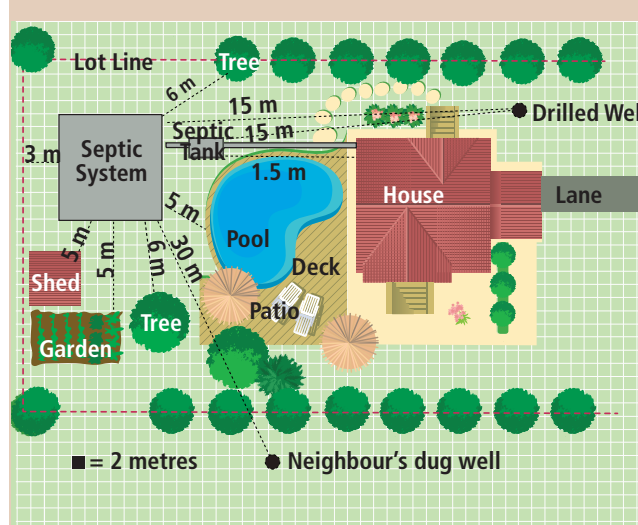 Lot Line
Tree
6 m
15 m
Drilled Wel
Septic
Tank
15 m
3 m
Septic
System
1.5 m
House
Lane
5 m
Pool
Deck
5 m
5 m
6 m
30 m
Shed
Patio
Tree
Garden
= 2 metres
Neighbour's dug well